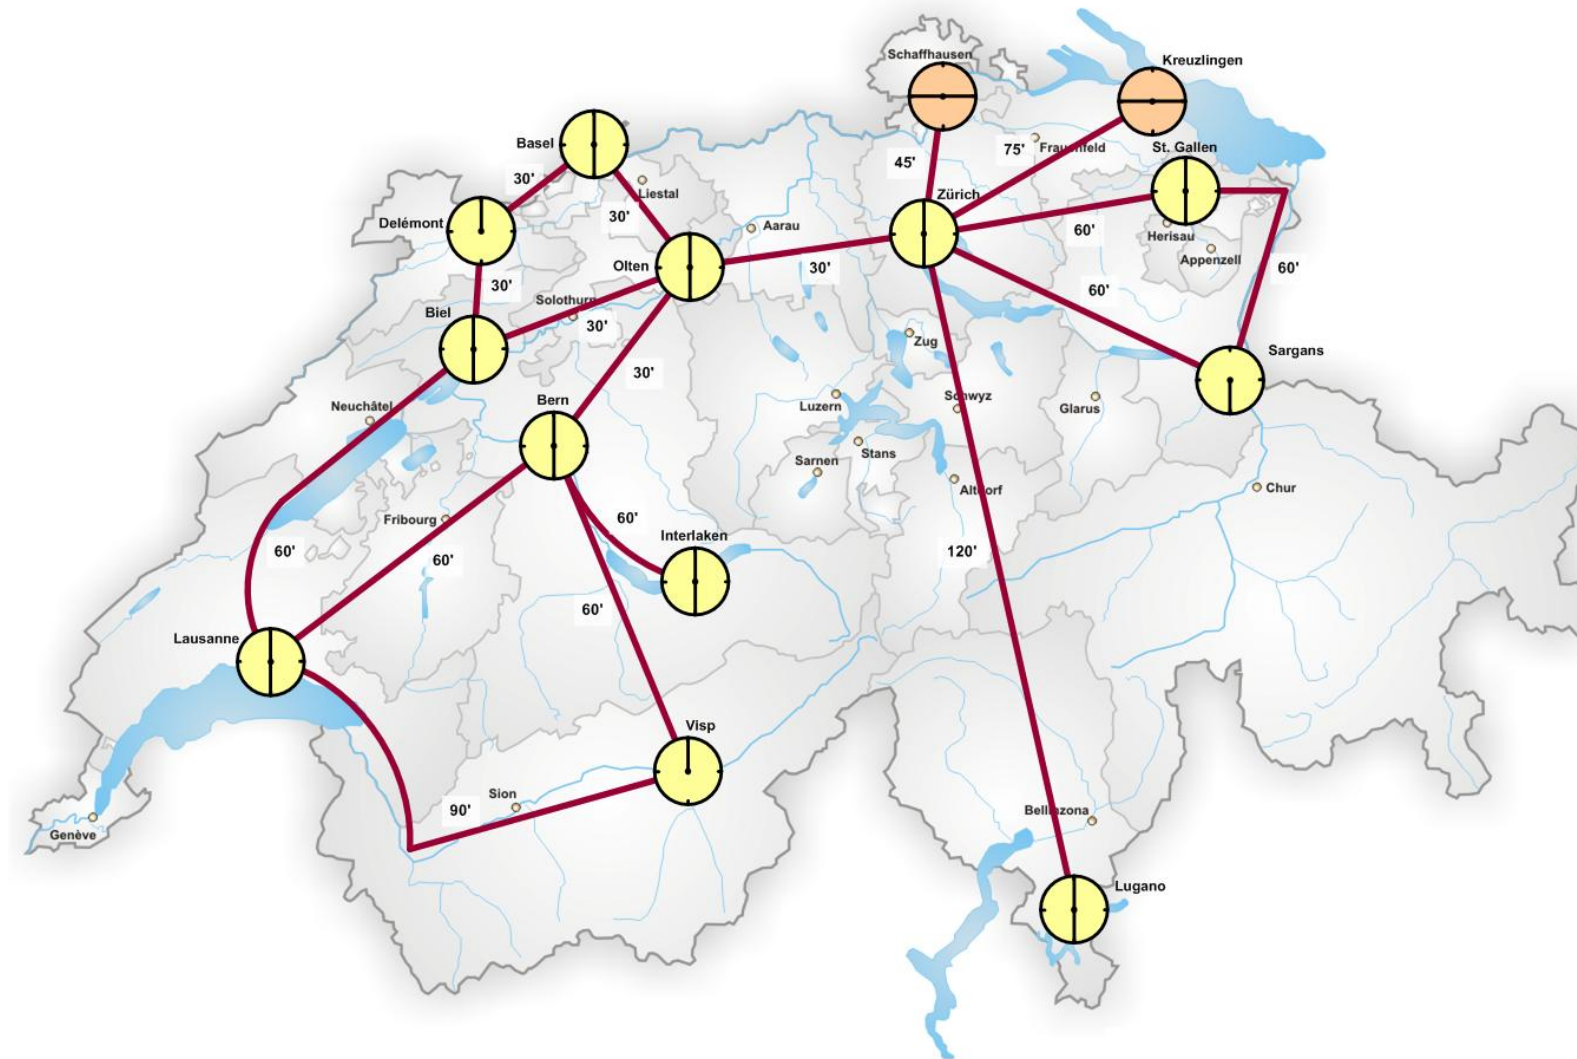 Schaffhausen
Kreuzlingen
Basel
30'
45'
75'
Frauenfeld
St. Gallen
Liestal
Zürich
Delémont
30'
Aarau
60'
Herisau
Appenzell
Olten
30'
60'
30'
Solothurn
60'
Biel
30'
Zug
Sargans
30'
Bern
Neuchâtel
Luzern
Schwyz
Glarus
Stans
Sarnen
Altdorf
Chur
Fribourg
60'
Interlaken
60'
60'
120'
60'
Lausanne
Visp
Sion
90'
Bellinzona
Genève
Lugano